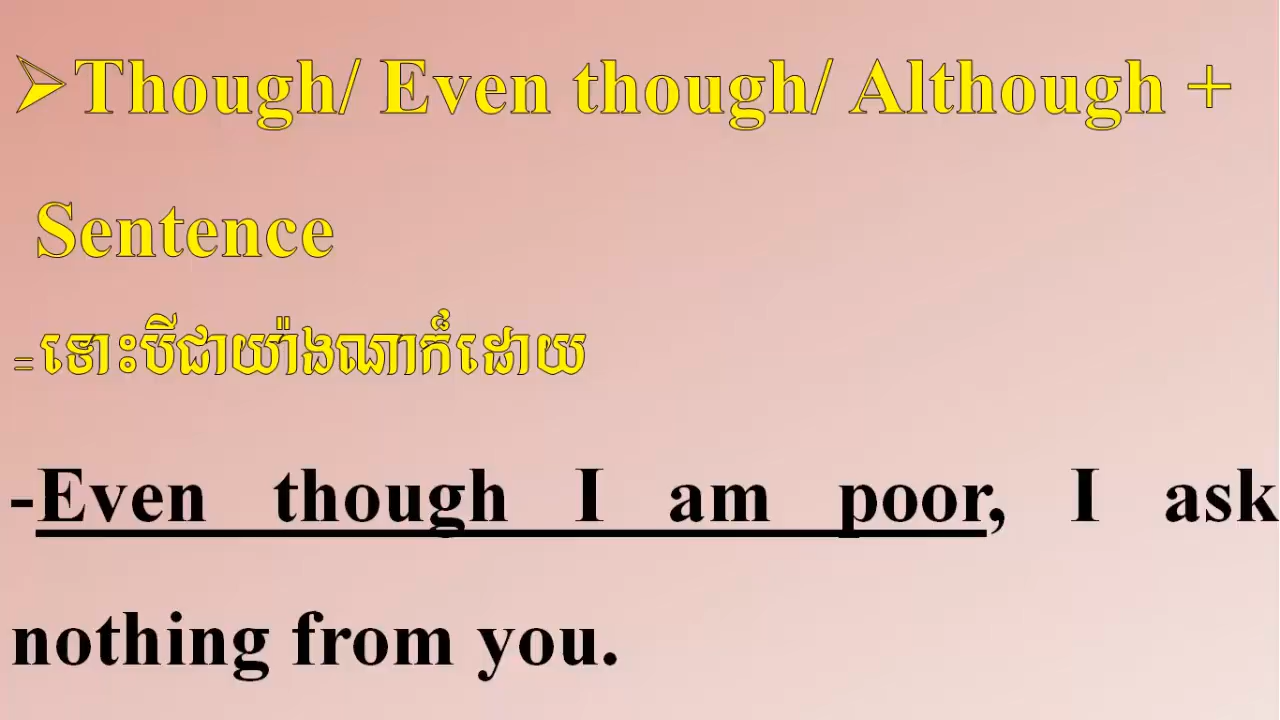 ➢Though/ Even though/ Although +
Sentence
=ទោះបីជាយ៉ាងណាក៏ដោយ
-Even though I am poor, I ask
nothing from you.